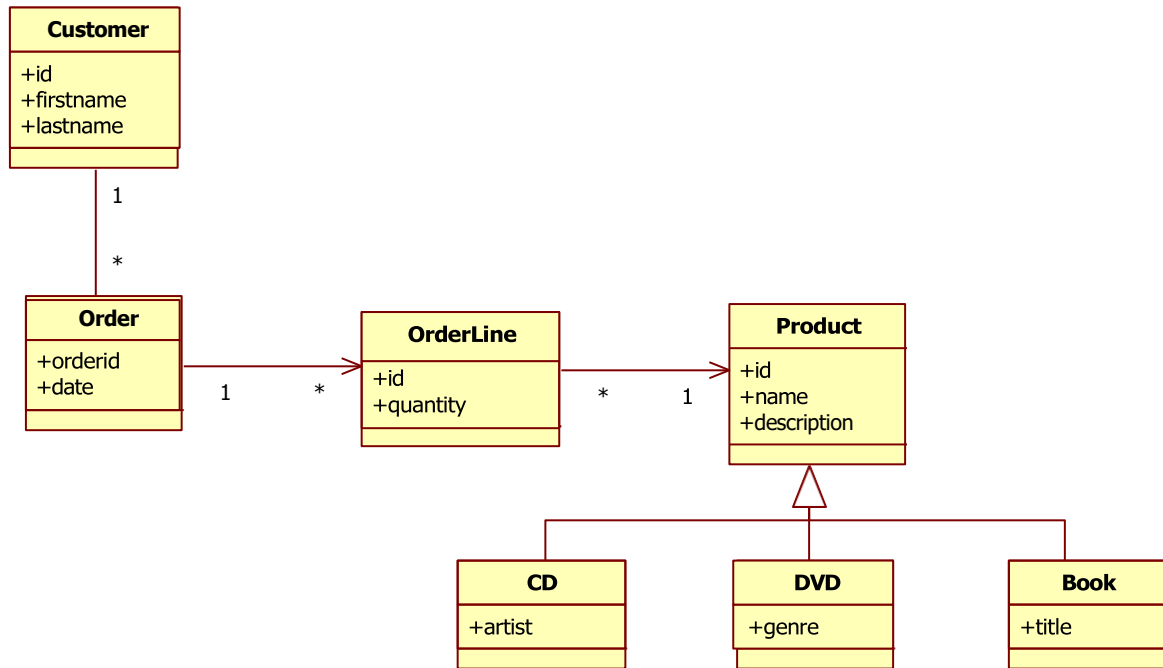 Customer
+id
+firstname
+lastname
1
*
Order
+orderid
+date
1
*
OrderLine
+id
+quantity
*
1
Product
+id
+name
+description
CD
+artist
DVD
+genre
Book
+title